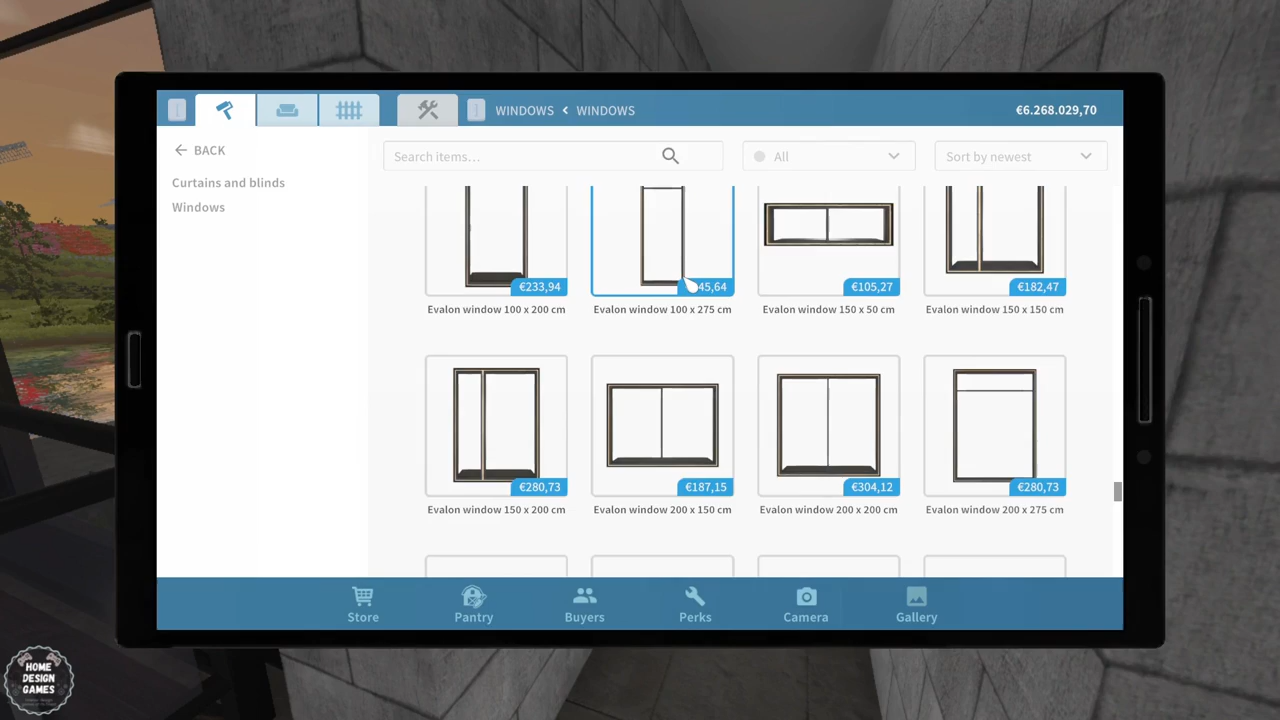 WINDOWS < WINDOWS
€6.268.029,70
BACK
Search items...
All
Sort by newest
Curtains and blinds
Windows
€233,94
45,64
€105,27
€182,47
Evalon window 100 x 200 cm
Evalon window 100 x 275 cm
Evalon window 150 x 50 cm
Evalon window 150 x 150 cm
€280,73
€187,15
€304,12
€280,73
Evalon window 150 x 200 cm
Evalon window 200 x 150 cm
Evalon window 200 x 200 cm
Evalon window 200 x 275 cm
Store
Pantry
Buyers
Perks
Camera
Gallery
HOME
DESIGN
GAMES